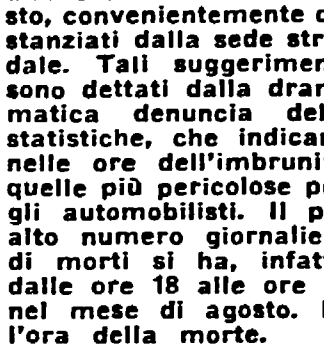 sto, convenientemente
stanziati dalla sede str
dale. Tali suggerimen
sono dettati dalla dram
matica denuncia del
statistiche, che indican
nelle ore dell'imbruni
quelle più pericolose p
gli automobilisti. Il p
alto numero giornalie
di morti si ha, infat
dalle ore 18 alle ore
nel mese di agosto.
l'ora della morte.